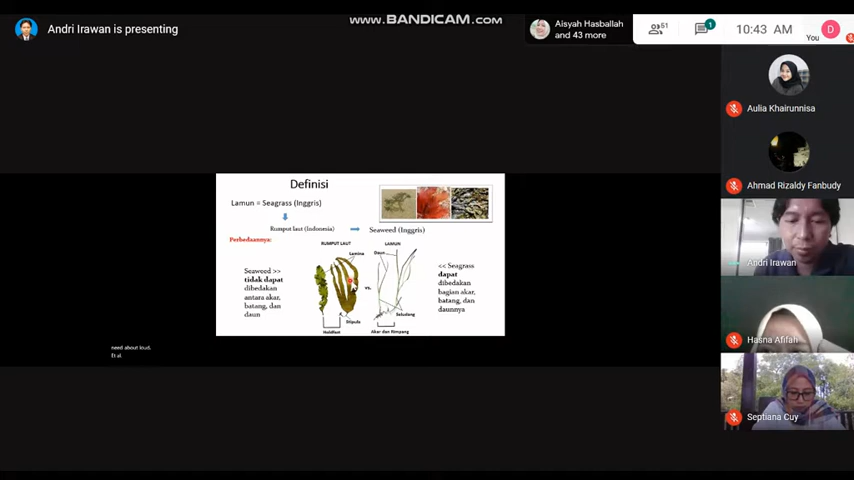 Andri Irawan is presenting
WWW.BANDICAM.COM
Aisyah Hasballah
and 43 more
51
1
10:43 AM
You
D
Aulia Khairunnisa
Ahmad Rizaldy Fanbudy
Andri Irawan
Hasna Afifah
Septiana Cuy
Definisi
Lamun = Seagrass (Inggris)
Rumput laut (Indonesia)
Seaweed (Inggris)
Perbedaannya:
RUMPUT LAUT
LAMUN
Lamina
Daun
Seaweed >>
tidak dapat
dibedakan
antara akar,
batang, dan
daun
vs.
<< Seagrass
dapat
dibedakan
bagian akar,
batang, dan
daunnya
Stipula
Seludang
Holdfast
Akar dan Rimpang
need about loud.